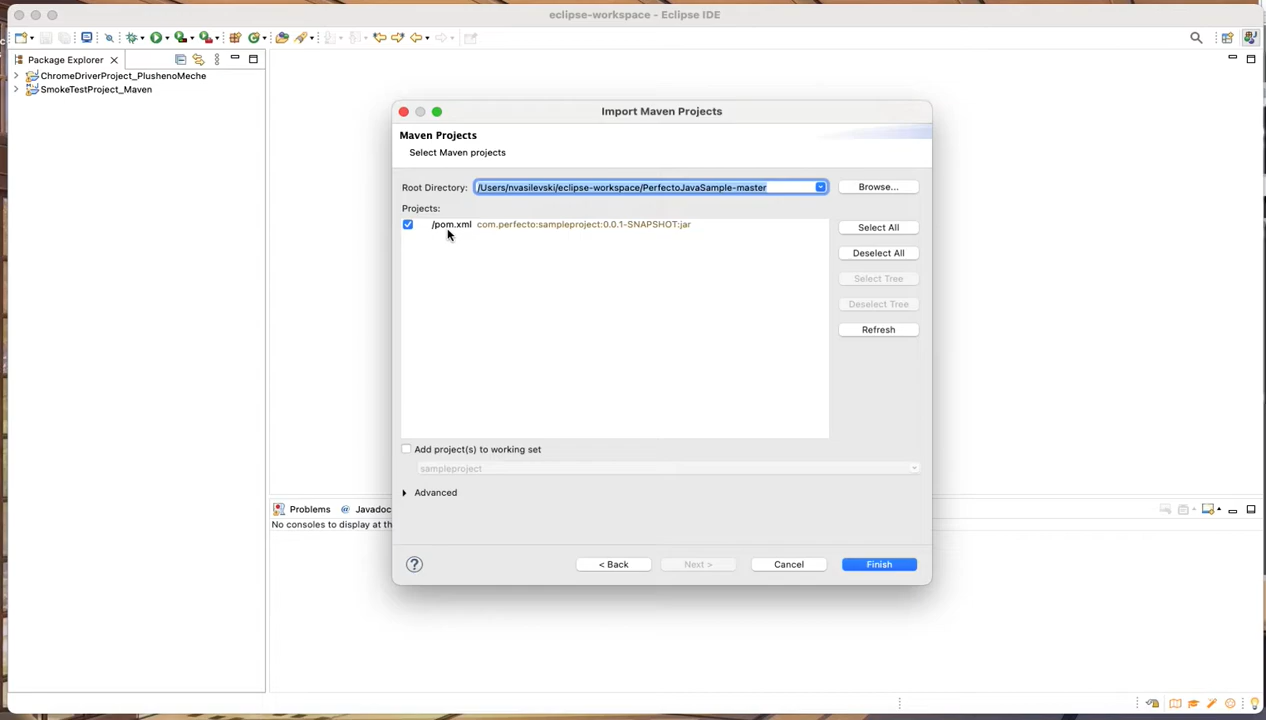 eclipse-workspace - Eclipse IDE
Package Explorer
ChromeDriverProject_PlushenoMeche
SmokeTestProject_Maven
Import Maven Projects
Maven Projects
Select Maven projects
Root Directory: /Users/nvasilevski/eclipse-workspace/PerfectoJavaSample-master Browse...
Projects:
/pom.xml com.perfecto:sampleproject:0.0.1-SNAPSHOT:jar
Select All
Deselect All
Select Tree
Deselect Tree
Refresh
Add project(s) to working set
sampleproject
Advanced
Problems @ Javadoc
No consoles to display at th
? < Back Next > Cancel Finish